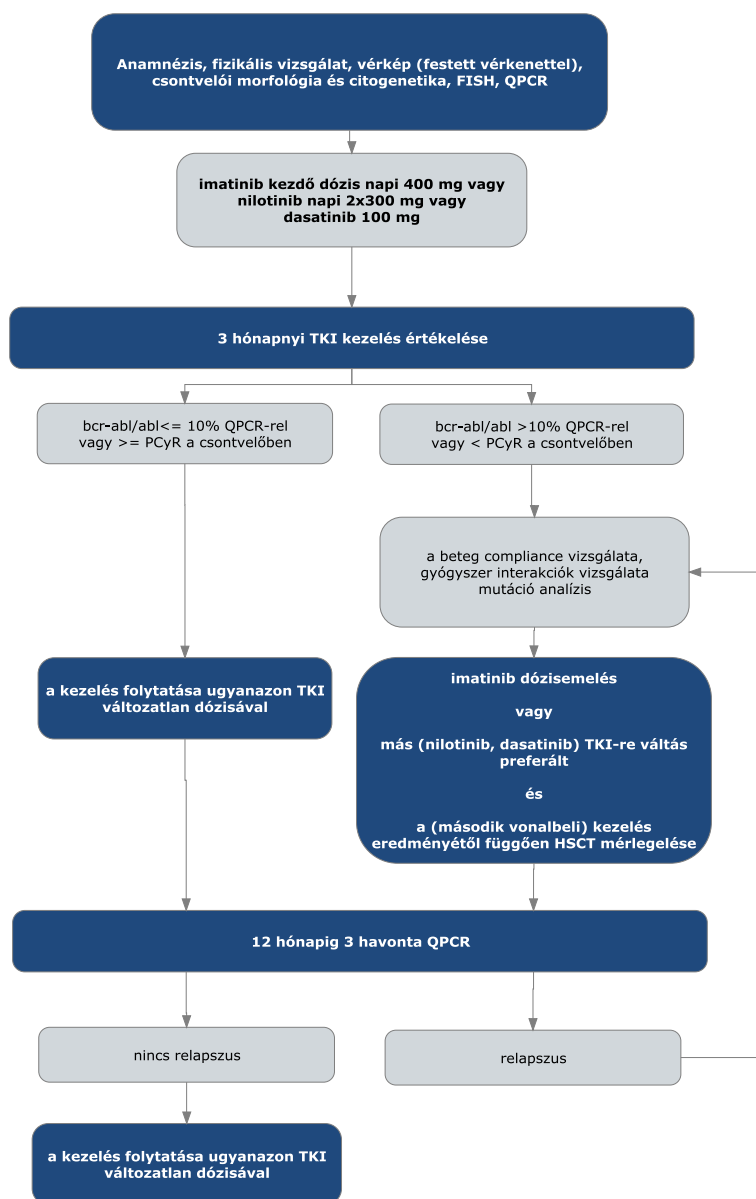 Anamnézis, fizikális vizsgálat, vérkép (festett vérkenettel),
csontvelói morfológia és citogenetika, FISH, QPCR
imatinib kezdő dózis napi 400 mg vagy
nilotinib napi 2x300 mg vagy
dasatinib 100 mg
3 hónapnyi TKI kezelés értékelése
bcr-abl/abl<= 10% QPCR-rel
vagy >= PCyR a csontvelőben
bcr-abl/abl >10% QPCR-rel
vagy < PCyR a csontvelőben
a beteg compliance vizsgálata,
gyógyszer interakciók vizsgálata
mutáció analízis
a kezelés folytatása ugyanazon TKI
változatlan dózisával
imatinib dózisemelés
vagy
más (nilotinib, dasatinib) TKI-re váltás
preferált
és
a (második vonalbeli) kezelés
eredményétől függően HSCT mérlegelése
12 hónapig 3 havonta QPCR
nincs relapszus
relapszus
a kezelés folytatása ugyanazon TKI
változatlan dózisával